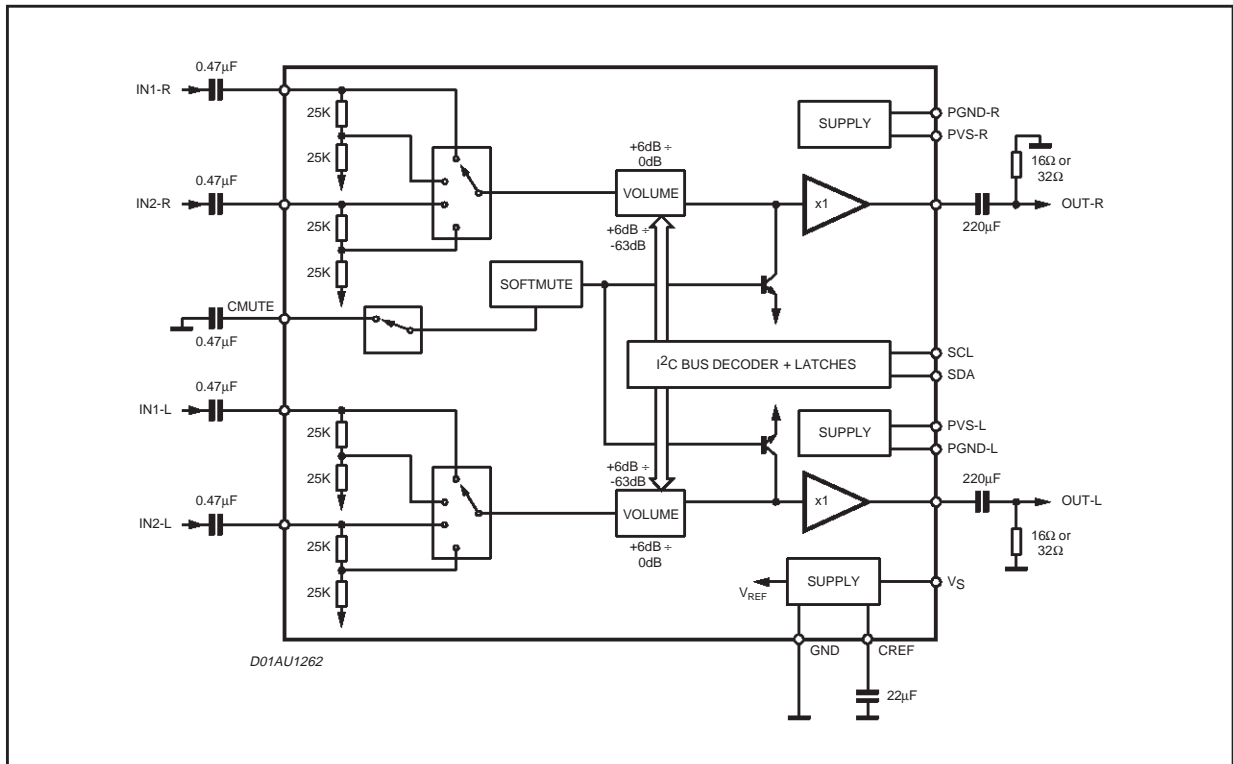 0.47µF
IN1-R
25K
25K
0.47µF
IN2-R
25K
25K
CMUTE
0.47µF
SOFTMUTE
+6dB ÷
0dB
VOLUME
+6dB ÷
-63dB
x1
SUPPLY
PGND-R
PVS-R
16Ω or
32Ω
OUT-R
220µF
I²C BUS DECODER + LATCHES
SCL
SDA
0.47µF
IN1-L
25K
25K
0.47µF
IN2-L
25K
25K
+6dB ÷
-63dB
VOLUME
+6dB ÷
0dB
x1
SUPPLY
PVS-L
PGND-L
220µF
OUT-L
16Ω or
32Ω
VREF
SUPPLY
VS
GND
CREF
22µF
D01AU1262